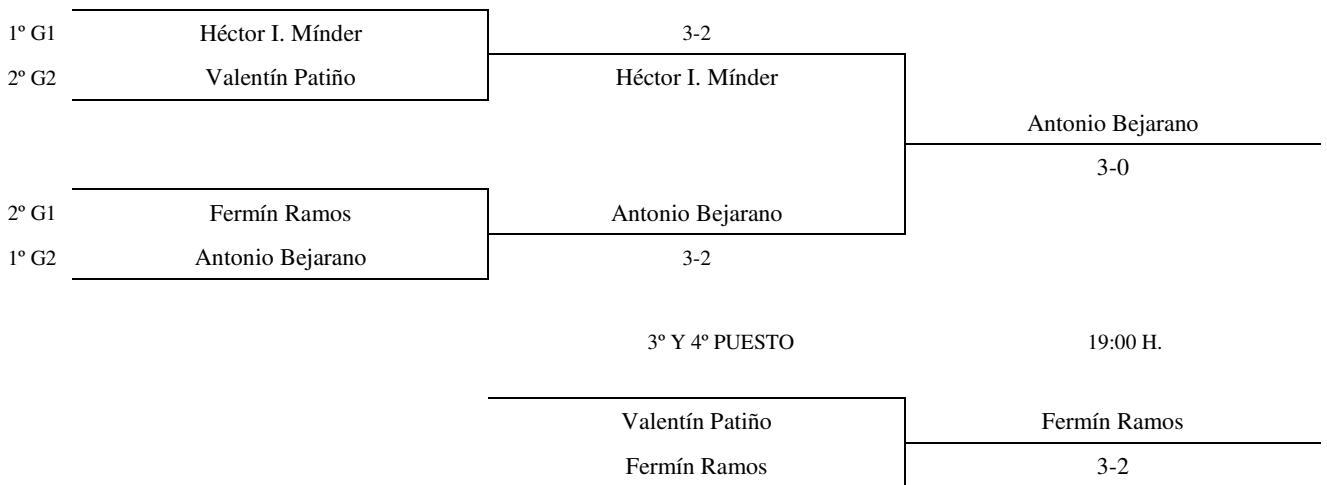 1º G1 Héctor I. Mínder 3-2
2º G2 Valentín Patiño Héctor I. Mínder
Antonio Bejarano
3-0
2º G1 Fermín Ramos Antonio Bejarano
1º G2 Antonio Bejarano 3-2
3º Y 4º PUESTO 19:00 H.
Valentín Patiño Fermín Ramos
Fermín Ramos 3-2